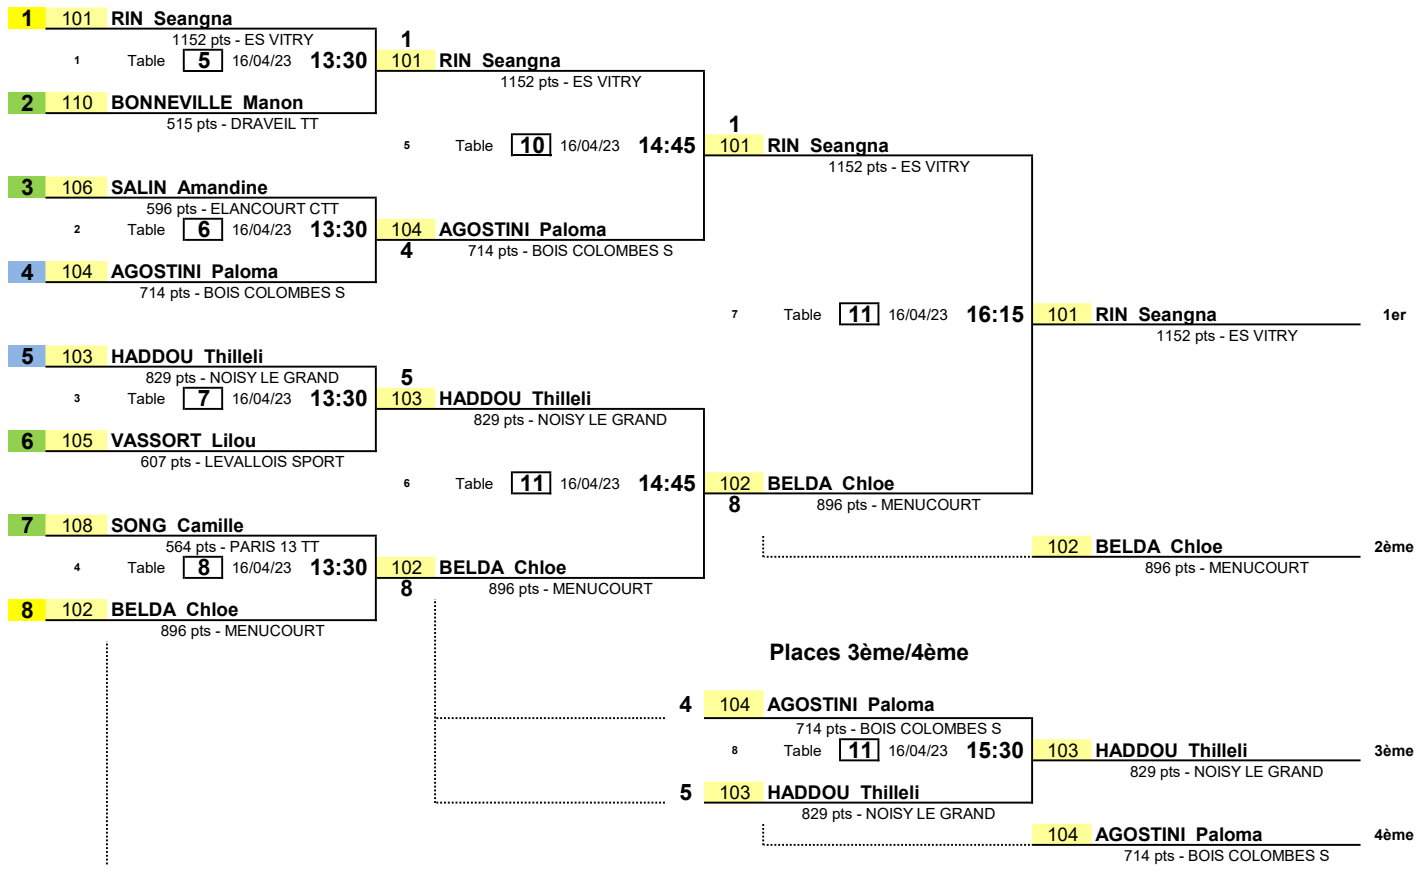 1 101 RIN Seangna
1152 pts - ES VITRY
1 Table 5 16/04/23 13:30
2 110 BONNEVILLE Manon
515 pts - DRAVEIL TT
3 106 SALIN Amandine
596 pts - ELANCOURT CTT
2 Table 6 16/04/23 13:30
4 104 AGOSTINI Paloma
714 pts - BOIS COLOMBES S
5 103 HADDOU Thilleli
829 pts - NOISY LE GRAND
3 Table 7 16/04/23 13:30
6 105 VASSORT Lilou
607 pts - LEVALLOIS SPORT
7 108 SONG Camille
564 pts - PARIS 13 TT
4 Table 8 16/04/23 13:30
8 102 BELDA Chloe
896 pts - MENUCOURT
1
101 RIN Seangna
1152 pts - ES VITRY
5 Table 10 16/04/23 14:45
104 AGOSTINI Paloma
4 714 pts - BOIS COLOMBES S
5
103 HADDOU Thilleli
829 pts - NOISY LE GRAND
6 Table 11 16/04/23 14:45
102 BELDA Chloe
8 896 pts - MENUCOURT
1
101 RIN Seangna
1152 pts - ES VITRY
7 Table 11 16/04/23 16:15
102 BELDA Chloe
8 896 pts - MENUCOURT
101 RIN Seangna 1er
1152 pts - ES VITRY
102 BELDA Chloe 2ème
896 pts - MENUCOURT
Places 3ème/4ème
4 104 AGOSTINI Paloma
714 pts - BOIS COLOMBES S
8 Table 11 16/04/23 15:30
5 103 HADDOU Thilleli
829 pts - NOISY LE GRAND
103 HADDOU Thilleli 3ème
829 pts - NOISY LE GRAND
104 AGOSTINI Paloma 4ème
714 pts - BOIS COLOMBES S